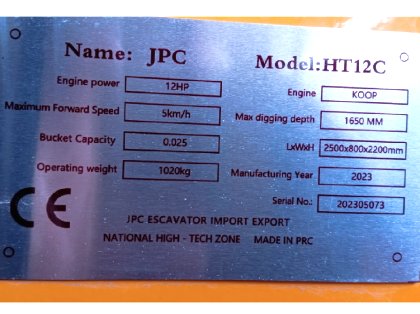 Name: JPC
Model:HT12C
Engine power 12HP
Engine KOOP
Maximum Forward Speed 5km/h
Max digging depth 1650 MM
Bucket Capacity 0.025
LxWxH 2500x800x2200mm
Operating weight 1020kg
Manufacturing Year 2023
Serial No.: 202305073
CE
JPC ESCAVATOR IMPORT EXPORT
NATIONAL HIGH - TECH ZONE MADE IN PRC